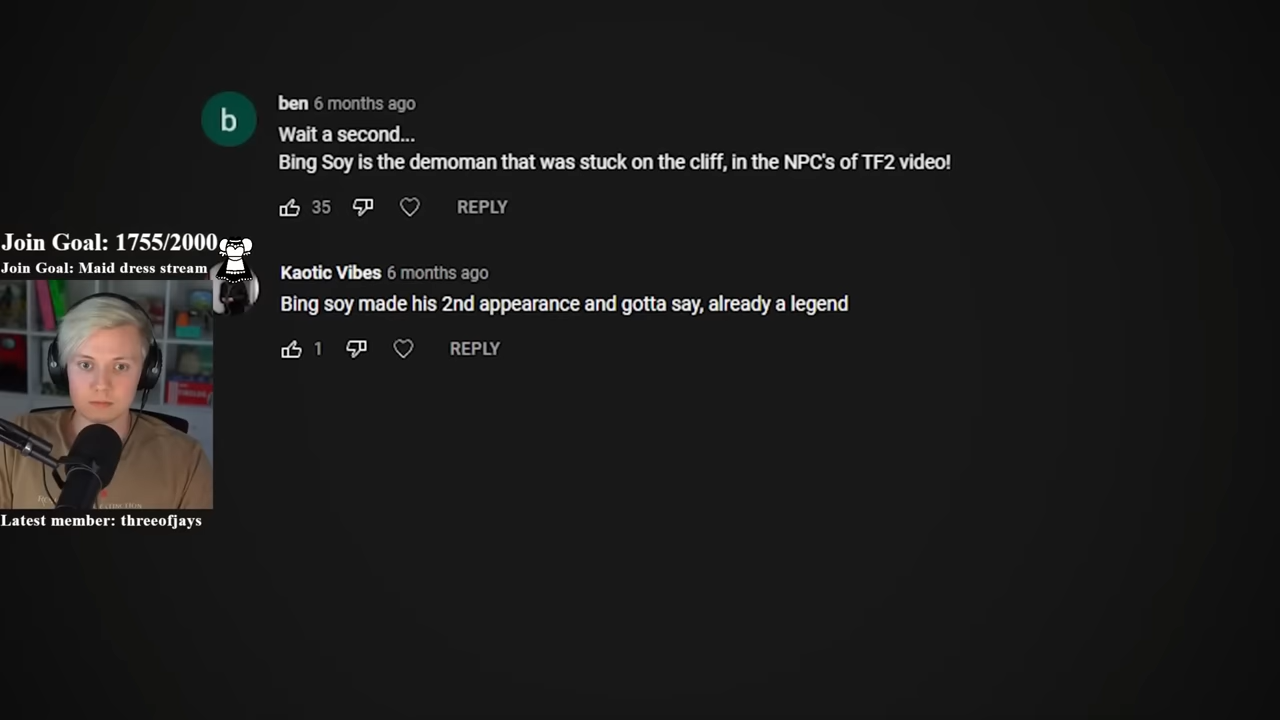 b
ben 6 months ago
Wait a second...
Bing Soy is the demoman that was stuck on the cliff, in the NPC's of TF2 video!
35 REPLY
Join Goal: 1755/2000
Join Goal: Maid dress stream
Kaotic Vibes 6 months ago
Bing soy made his 2nd appearance and gotta say, already a legend
1 REPLY
Latest member: threeofjays